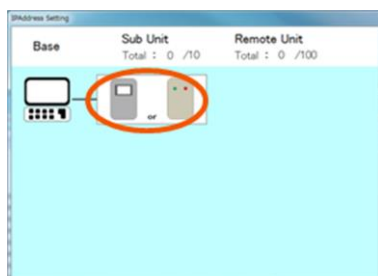 IPAddress Setting
Base
Sub Unit
Total : 0 /10
Remote Unit
Total : 0 /100
or